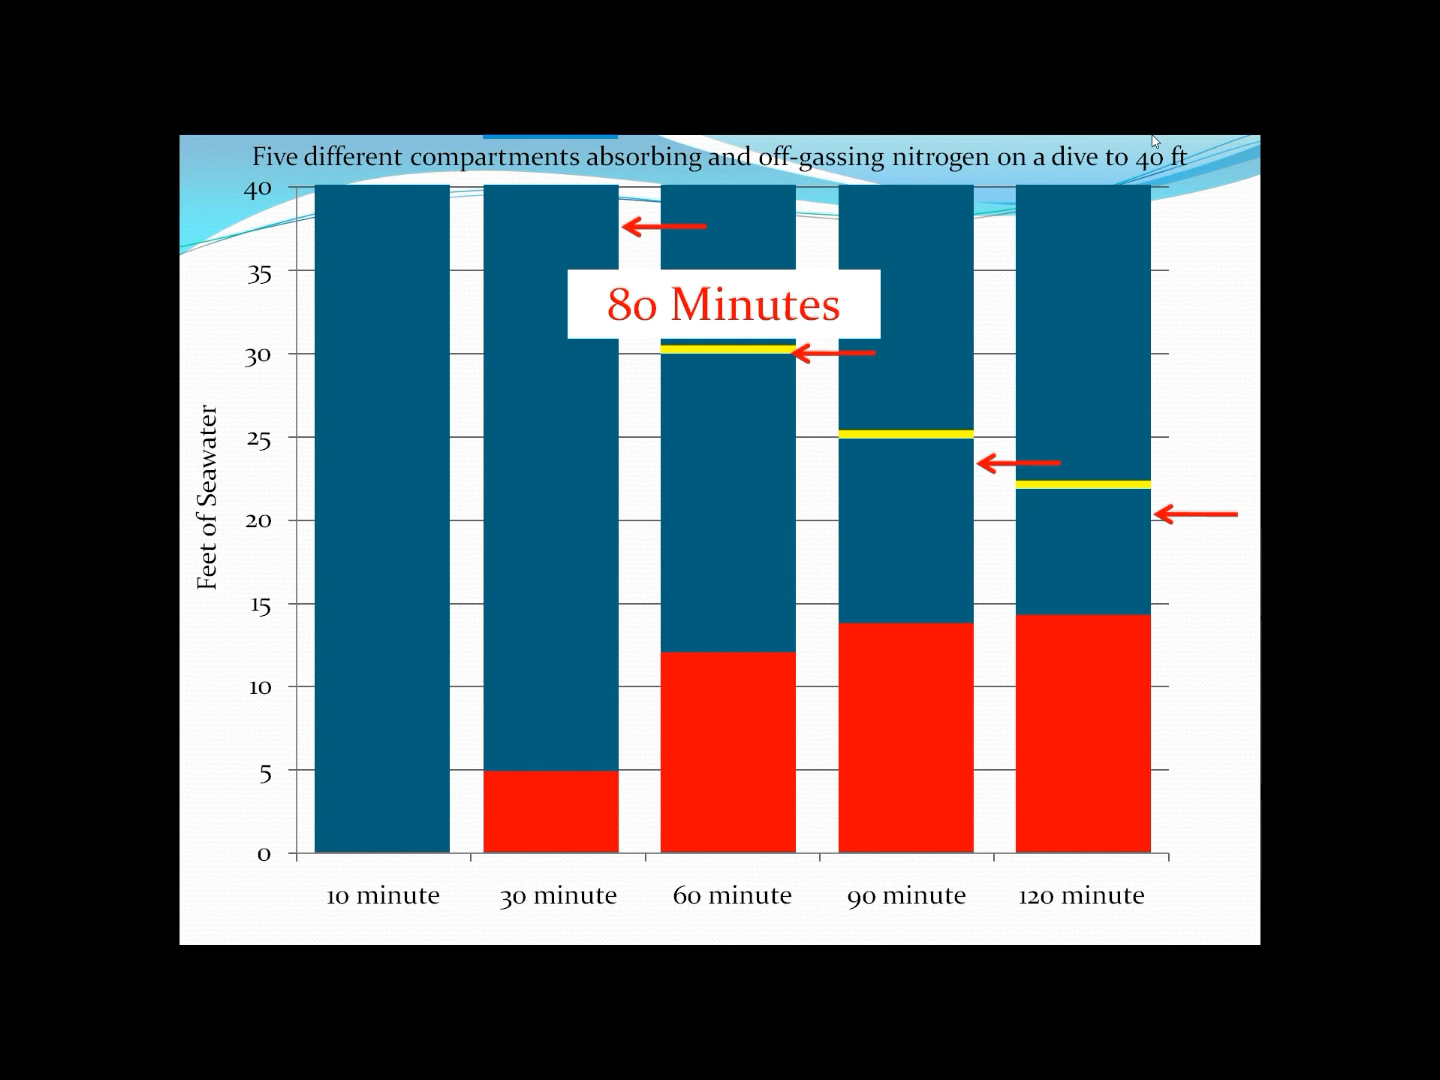 Five different compartments absorbing and off-gassing nitrogen on a dive to 40 ft
40
35
80 Minutes
30
25
20
15
10
5
0
Feet of Seawater
10 minute
30 minute
60 minute
90 minute
120 minute